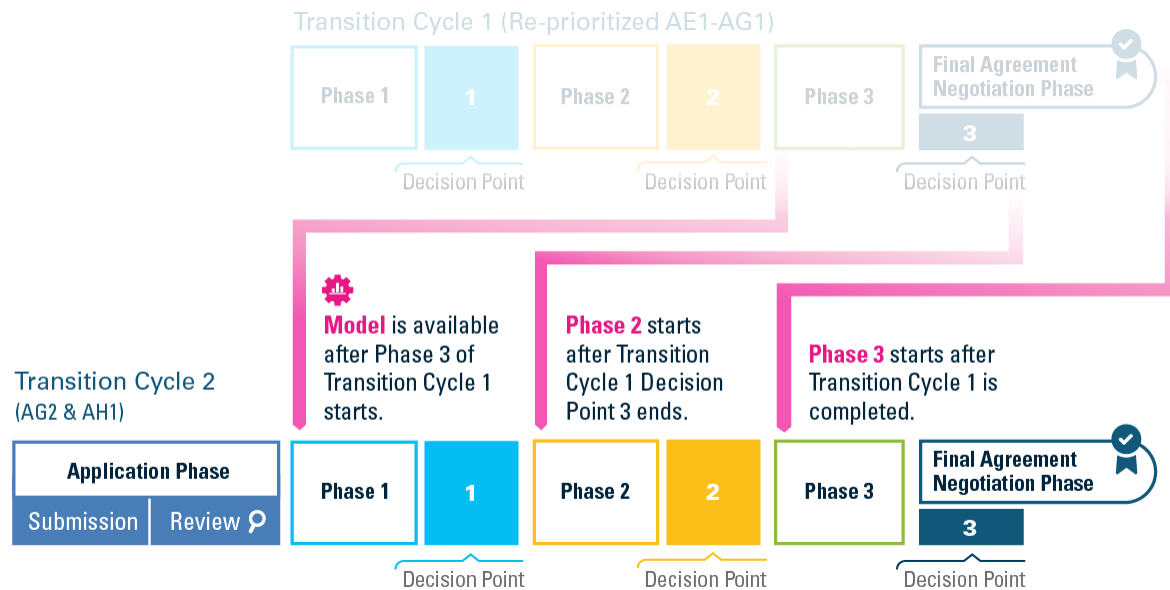 Transition Cycle 1 (Re-prioritized AE1-AG1)
Phase 1
1
Phase 2
2
Phase 3
Final Agreement
Negotiation Phase
3
Decision Point
Decision Point
Decision Point
Model is available
after Phase 3 of
Transition Cycle 1
starts.
Phase 2 starts
after Transition
Cycle 1 Decision
Point 3 ends.
Phase 3 starts after
Transition Cycle 1 is
completed.
Transition Cycle 2
(AG2 & AH1)
Application Phase
Submission
Review
Phase 1
1
Phase 2
2
Phase 3
Final Agreement
Negotiation Phase
3
Decision Point
Decision Point
Decision Point